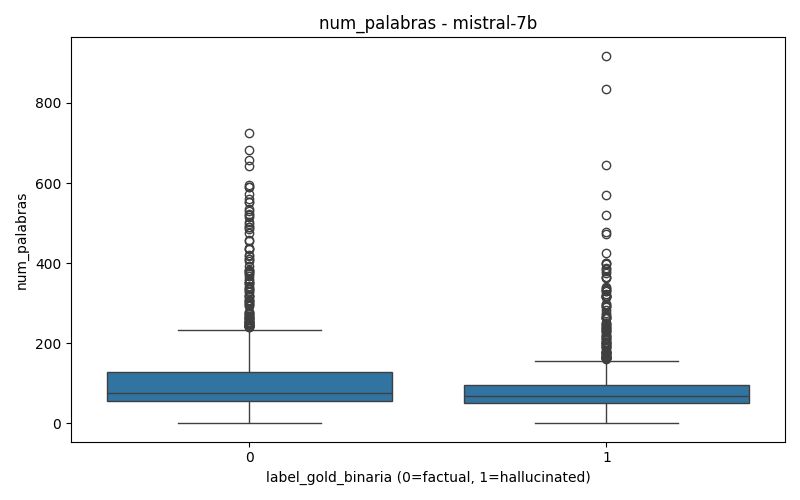 num_palabras - mistral-7b
num_palabras
800
600
400
200
0
0
1
label_gold_binaria (0=factual, 1=hallucinated)